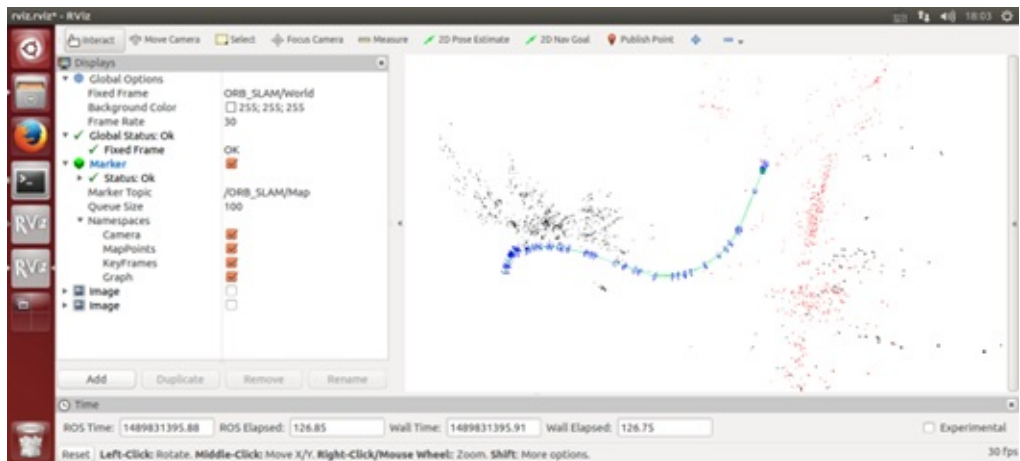 rviz.rviz* - RViz
18:03
Interact Move Camera Select Focus Camera Measure 2D Pose Estimate 2D Nav Goal Publish Point
Displays
Global Options
Fixed Frame ORB_SLAM/World
Background Color 255; 255; 255
Frame Rate 30
Global Status: Ok
Fixed Frame OK
Marker
Status: Ok
Marker Topic /ORB_SLAM/Map
Queue Size 100
Namespaces
Camera
MapPoints
KeyFrames
Graph
Image
Image
RViz
RViz
Add Duplicate Remove Rename
Time
ROS Time: 1489831395.88 ROS Elapsed: 126.85 Wall Time: 1489831395.91 Wall Elapsed: 126.75 Experimental
Reset Left-Click: Rotate. Middle-Click: Move X/Y. Right-Click/Mouse Wheel: Zoom. Shift: More options. 30 fps